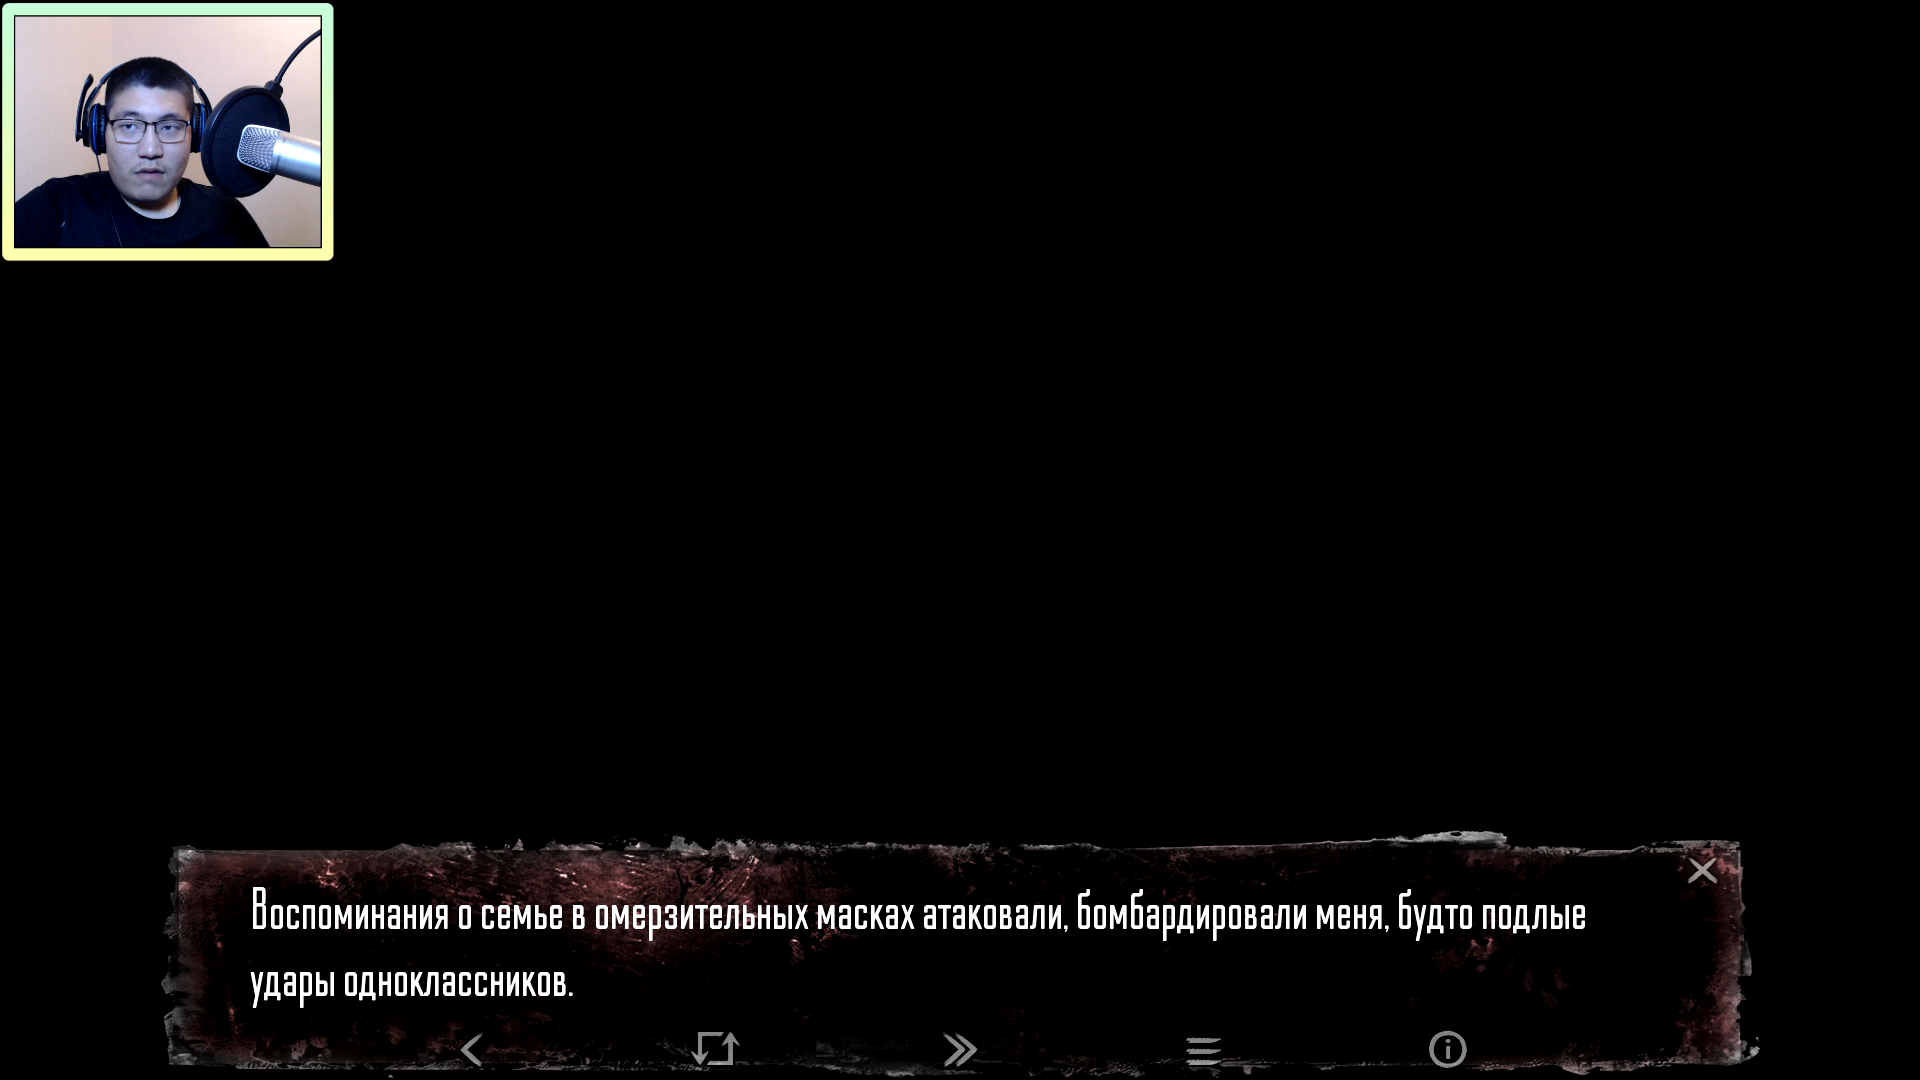 Воспоминания о семье в омерзительных масках атаковали, бомбардировали меня, будто подлые
удары одноклассников.